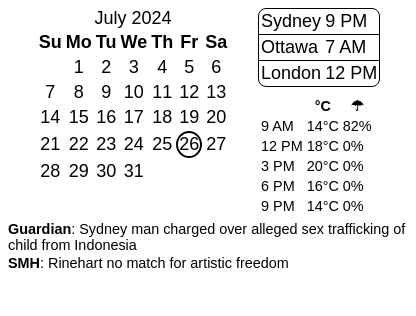 July 2024
Su Mo Tu We Th Fr Sa
1 2 3 4 5 6
7 8 9 10 11 12 13
14 15 16 17 18 19 20
21 22 23 24 25 26 27
28 29 30 31
Sydney 9 PM
Ottawa 7 AM
London 12 PM
°C ☂
9 AM 14°C 82%
12 PM 18°C 0%
3 PM 20°C 0%
6 PM 16°C 0%
9 PM 14°C 0%
Guardian: Sydney man charged over alleged sex trafficking of
child from Indonesia
SMH: Rinehart no match for artistic freedom